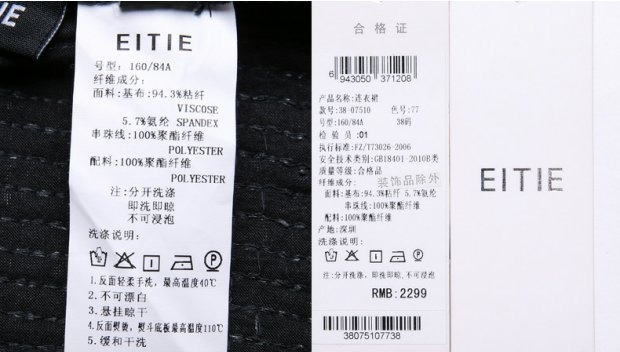 TIE
EITIE
号型: 160/84A
纤维成分:
面料: 基布: 94.3%粘纤
VISCOSE
5.7%氨纶 SPANDEX
串珠线: 100%聚酯纤维
POLYESTER
配料: 100%聚酯纤维
POLYESTER
注: 分开洗涤
即洗即晾
不可浸泡
洗涤说明:
1.反面轻柔手洗, 最高温度40℃
2.不可漂白
3.悬挂晾干
4.反面熨烫, 熨斗底板最高温度110℃
5.缓和干洗
合格证
6 943050 371208
产品名称: 连衣裙
款号: 38-07510 色号: 77
号型: 160/84A 38码
检验员: 01
执行标准: FZ/T73026-2006
安全技术类别: GB18401-2010B类
质量等级: 合格品
纤维成分: 装饰品除外
面料: 基布: 94.3%粘纤 5.7%氨纶
串珠线: 100%聚酯纤维
配料: 100%聚酯纤维
产地: 深圳
洗涤说明:
注: 分开洗涤, 即洗即晾, 不可浸泡
RMB: 2299
38075107738
EITIE